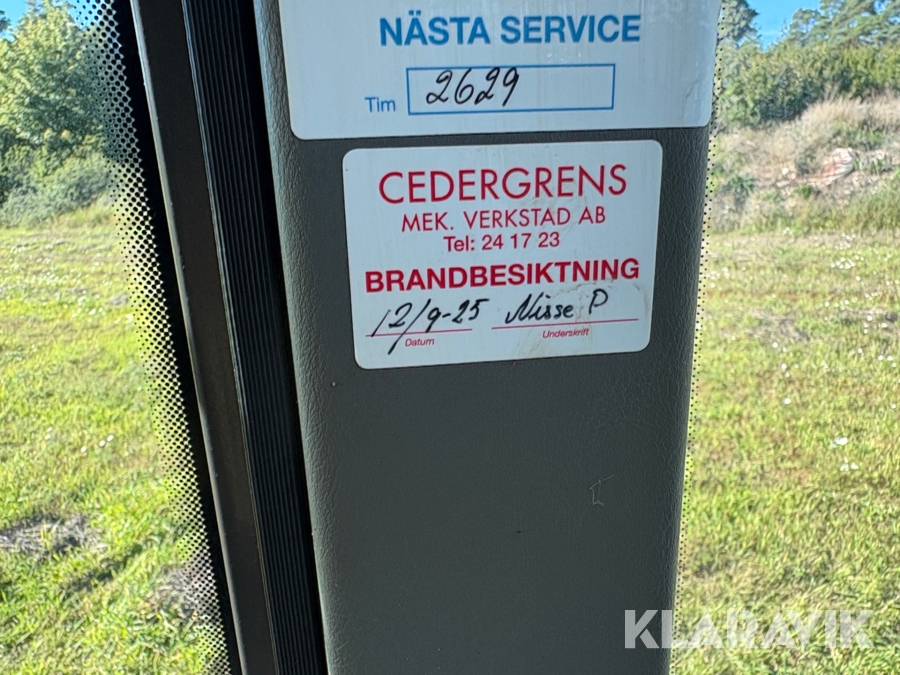 NÄSTA SERVICE
Tim 2629
CEDERGRENS
MEK. VERKSTAD AB
Tel: 24 17 23
BRANDBESIKTNING
12/9-25 Nisse P
Datum Underskrift
KLARAVIK